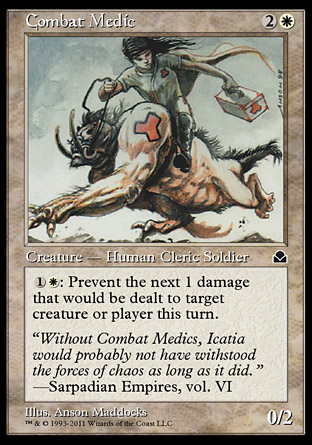 Combat Medic 2
Creature — Human Cleric Soldier
1 : Prevent the next 1 damage
that would be dealt to target
creature or player this turn.
“Without Combat Medics, Icatia
would probably not have withstood
the forces of chaos as long as it did.”
—Sarpadian Empires, vol. VI
Illus. Anson Maddocks
™ & © 1993-2011 Wizards of the Coast LLC
0/2